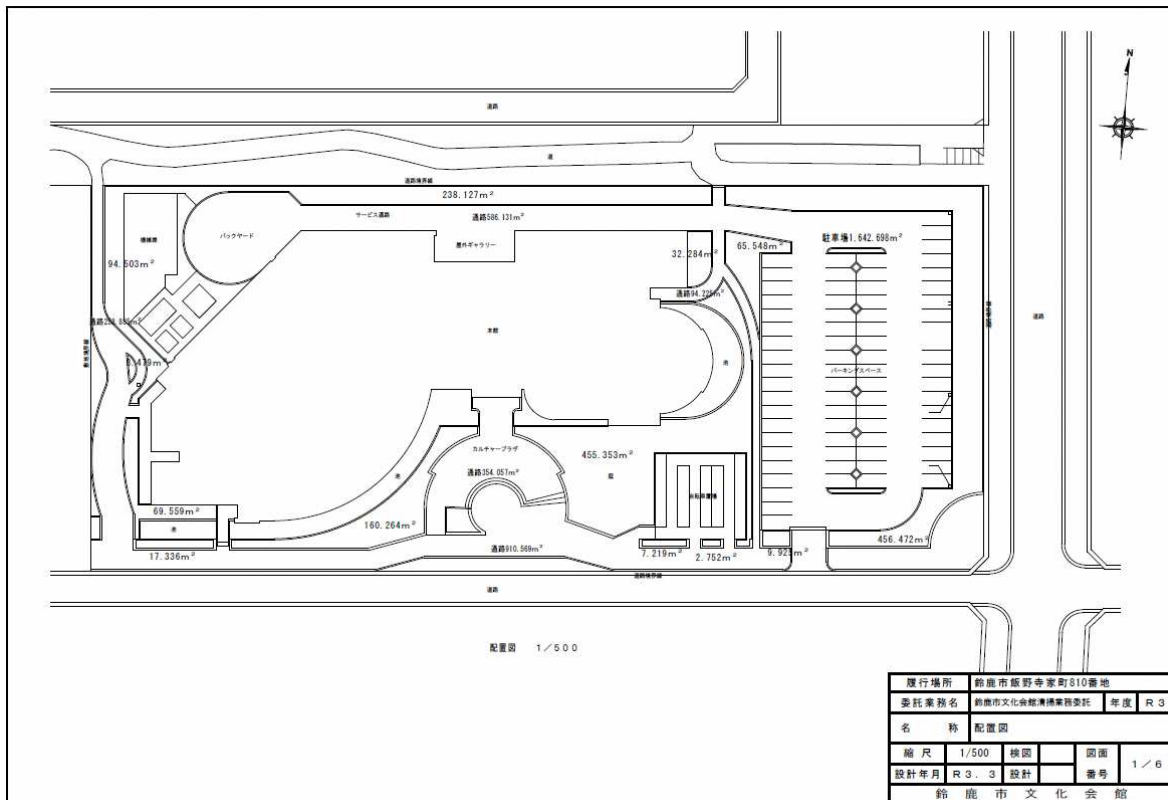 N
道路
道
道路境界線
238.127m²
サービス通路
通路586.131m²
機械室
バックヤード
屋外ギャラリー
94.503m²
32.284m²
65.548m²
駐車場1.642.698m²
本館
池
道路
パーキングスペース
カルチャープラザ
通路354.057m²
455.353m²
庭
自転車置場
池
69.559m²
池
160.264m²
17.336m²
通路910.569m²
7.219m²
2.752m²
456.472m²
道路境界線
道路
配置図 1/500
履行場所 鈴鹿市飯野寺家町810番地
委託業務名 鈴鹿市文化会館清掃業務委託 年度 R3
名称 配置図
縮尺 1/500 検図 図面番号 1/6
設計年月 R3.3 設計
鈴鹿市文化会館